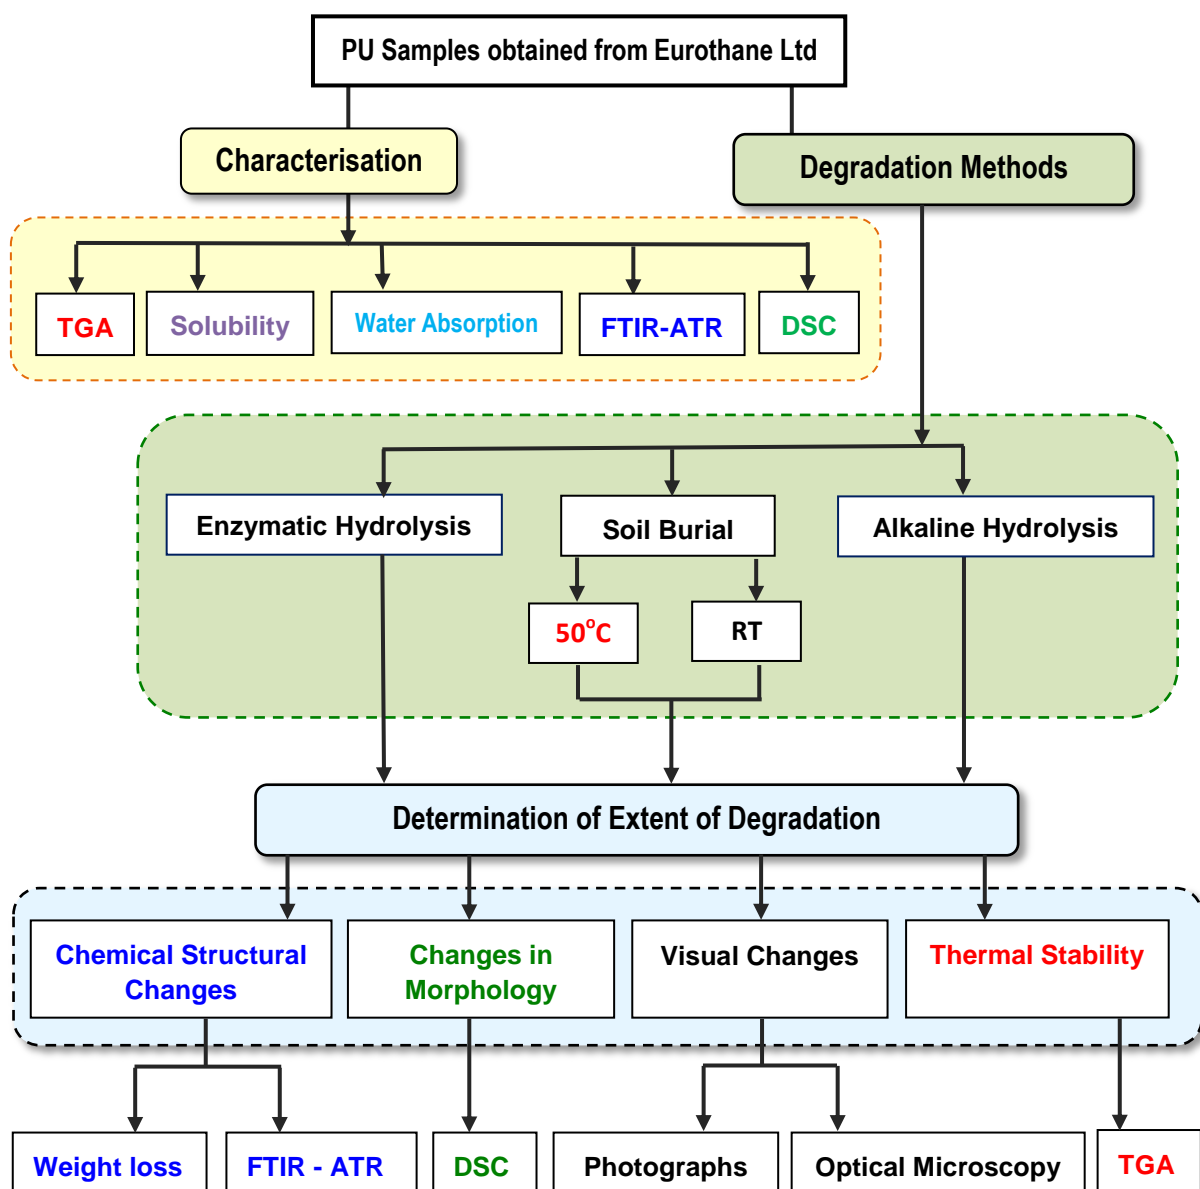 PU Samples obtained from Eurothane Ltd
Characterisation
Degradation Methods
TGA
Solubility
Water Absorption
FTIR-ATR
DSC
Enzymatic Hydrolysis
Soil Burial
Alkaline Hydrolysis
50°C
RT
Determination of Extent of Degradation
Chemical Structural
Changes
Changes in
Morphology
Visual Changes
Thermal Stability
Weight loss
FTIR - ATR
DSC
Photographs
Optical Microscopy
TGA